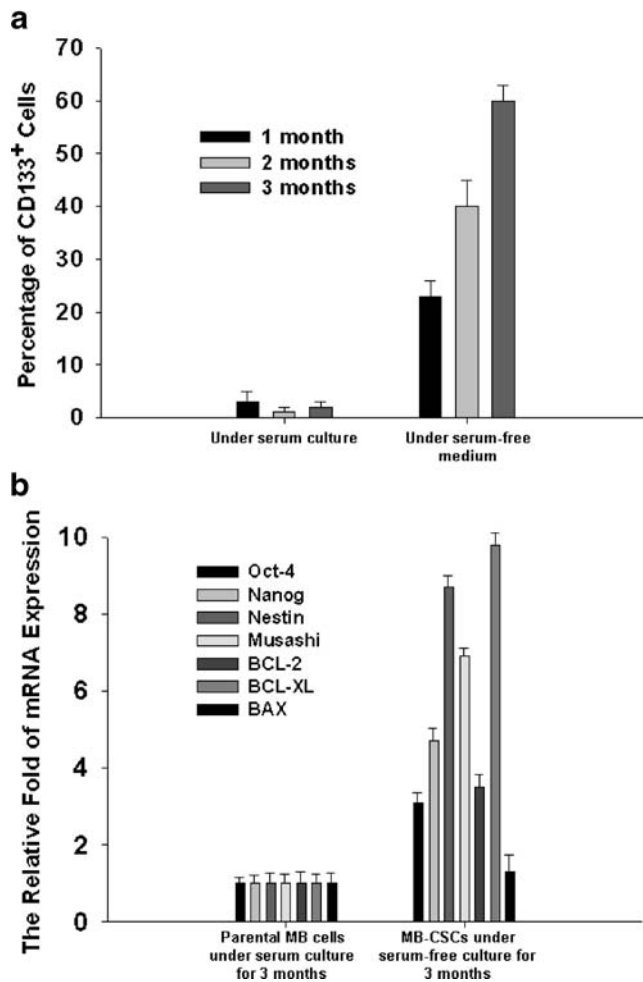 a
Percentage of CD133+ Cells
70
60
50
40
30
20
10
0
1 month
2 months
3 months
Under serum culture
Under serum-free
medium
b
The Relative Fold of mRNA Expression
10
8
6
4
2
0
Oct-4
Nanog
Nestin
Musashi
BCL-2
BCL-XL
BAX
Parental MB cells
under serum culture
for 3 months
MB-CSCs under
serum-free culture for
3 months